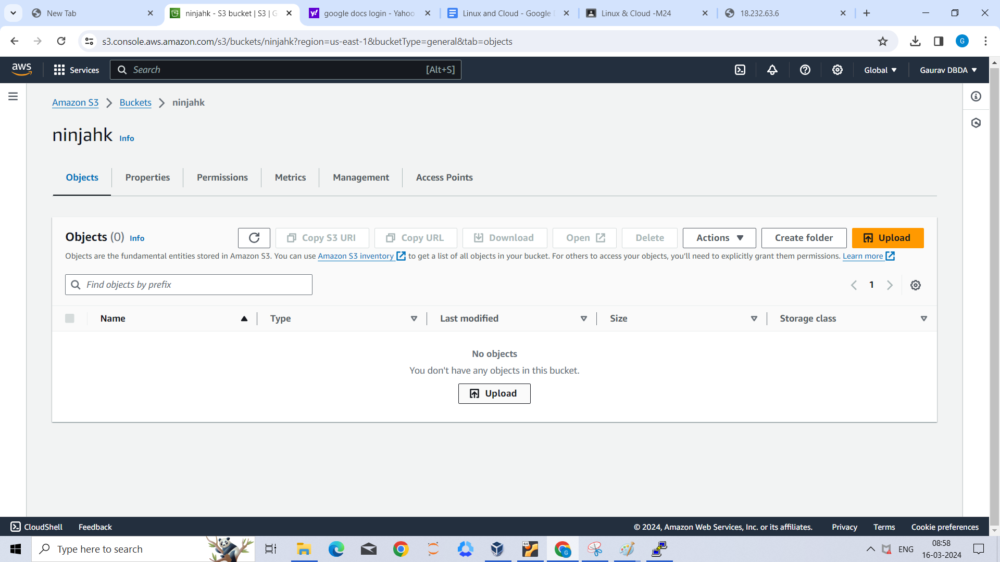 New Tab
ninjahk - S3 bucket | S3 | G
google docs login - Yahoo
Linux and Cloud - Google
Linux & Cloud -M24
18.232.63.6
s3.console.aws.amazon.com/s3/buckets/ninjahk?region=us-east-1&bucketType=general&tab=objects
G
aws
Services
Search
[Alt+S]
Global
Gaurav DBDA
Amazon S3
Buckets
ninjahk
ninjahk Info
Objects
Properties
Permissions
Metrics
Management
Access Points
Objects (0) Info
Copy S3 URI
Copy URL
Download
Open
Delete
Actions
Create folder
Upload
Objects are the fundamental entities stored in Amazon S3. You can use Amazon S3 inventory to get a list of all objects in your bucket. For others to access your objects, you'll need to explicitly grant them permissions. Learn more
Find objects by prefix
1
Name
Type
Last modified
Size
Storage class
No objects
You don't have any objects in this bucket.
Upload
CloudShell
Feedback
© 2024, Amazon Web Services, Inc. or its affiliates.
Privacy
Terms
Cookie preferences
Type here to search
64
G
ENG
08:58
16-03-2024